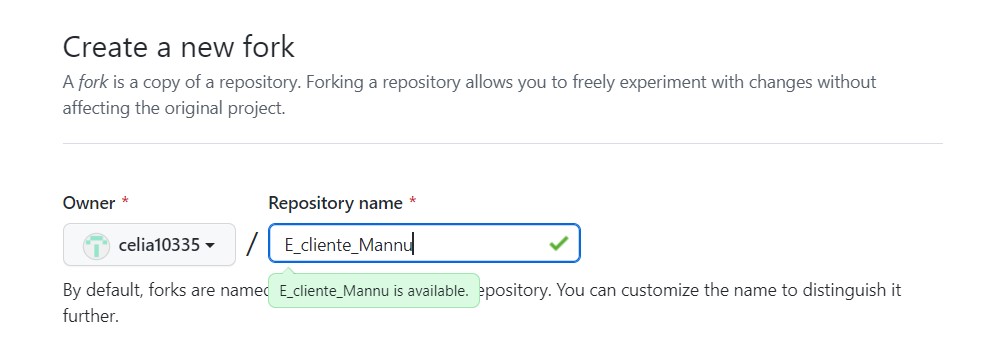 Create a new fork
A fork is a copy of a repository. Forking a repository allows you to freely experiment with changes without
affecting the original project.
Owner *
Repository name *
celia10335
/
E_cliente_Mannu
E_cliente_Mannu is available.
By default, forks are named epository. You can customize the name to distinguish it
further.